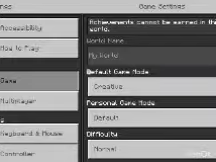 Game Settings
Accessibility
How to Play
Game
Multiplayer
Keyboard & Mouse
Controller
Achievements cannot be earned in the
world.
World Name
My World
Default Game Mode
Creative
Personal Game Mode
Default
Difficulty
Normal